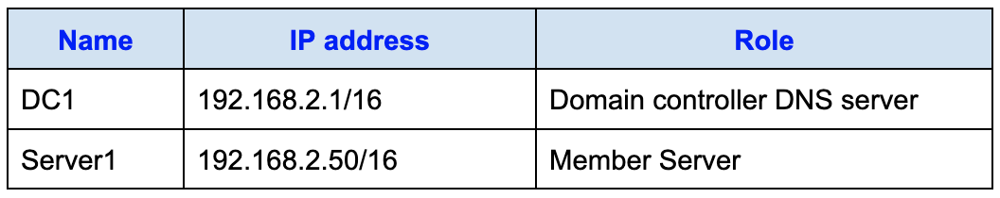 Name IP address Role
DC1 192.168.2.1/16 Domain controller DNS server
Server1 192.168.2.50/16 Member Server